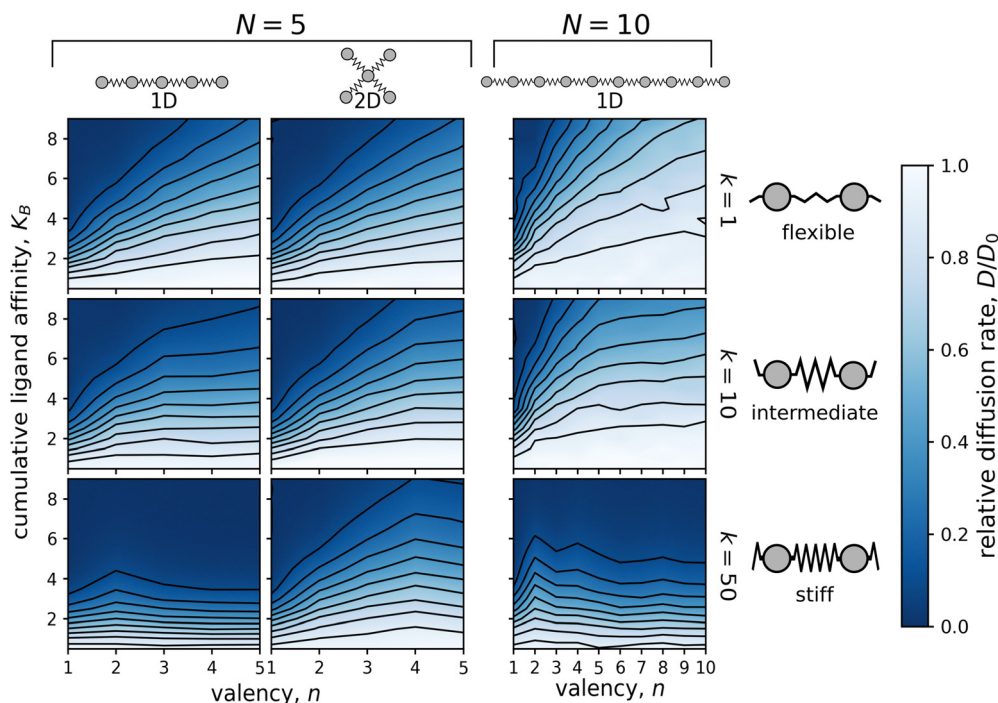 N = 5
N = 10
1D
2D
1D
cumulative ligand affinity, K_B
8
6
4
2
k = 1
flexible
8
6
4
2
k = 10
intermediate
8
6
4
2
k = 50
stiff
1 2 3 4 5
1 2 3 4 5
1 2 3 4 5 6 7 8 9 10
valency, n
valency, n
1.0
0.8
0.6
0.4
0.2
0.0
relative diffusion rate, D/D_0